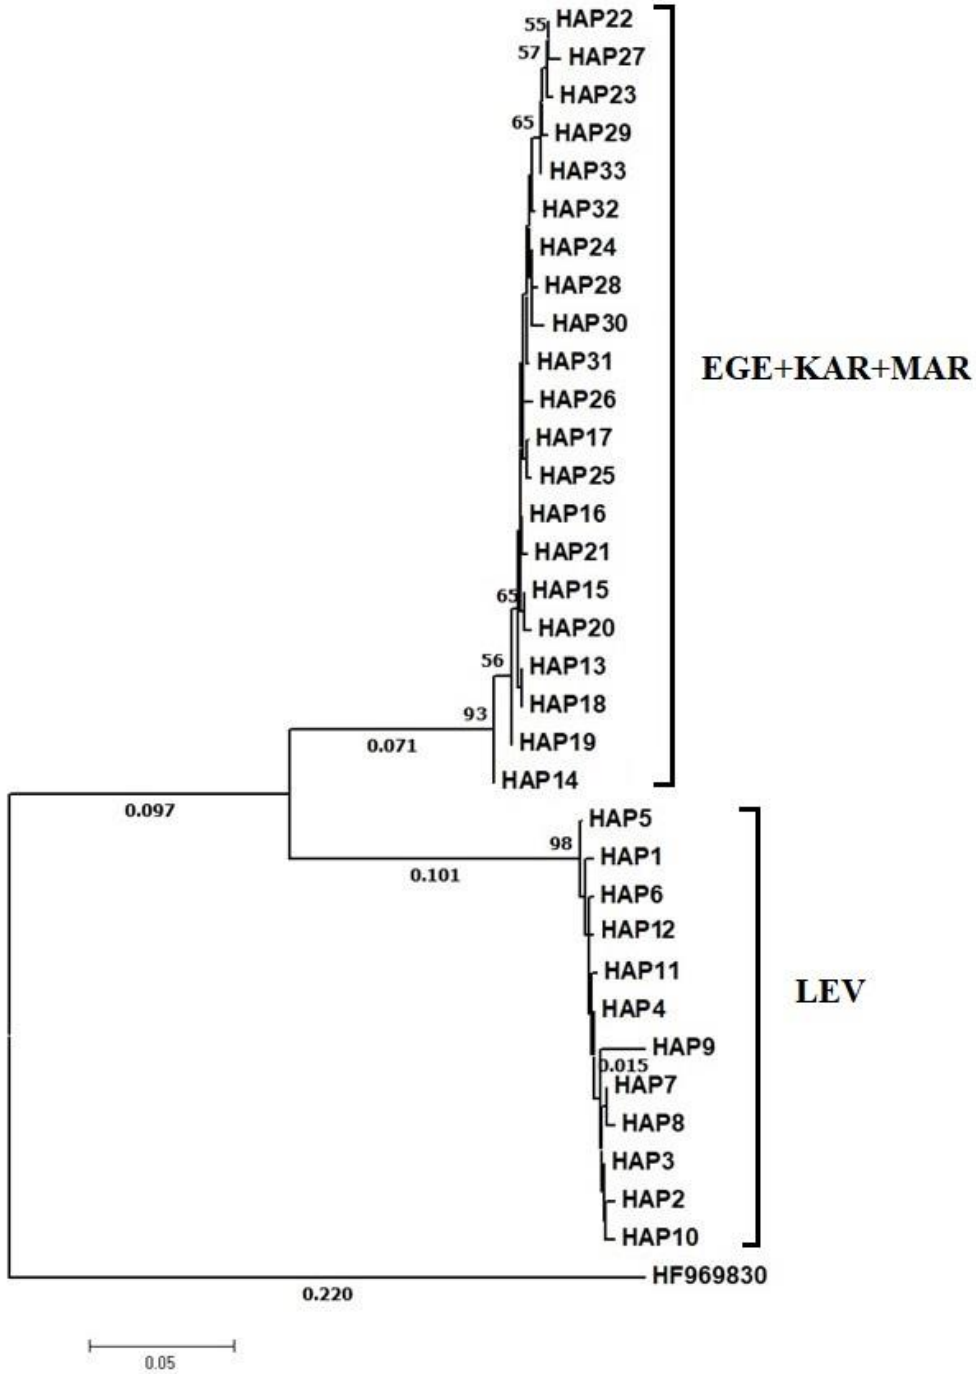 HAP22
55
57
HAP27
HAP23
65
HAP29
HAP33
HAP32
HAP24
HAP28
HAP30
HAP31
EGE+KAR+MAR
HAP26
HAP17
HAP25
HAP16
HAP21
HAP15
65
HAP20
56
HAP13
HAP18
93
HAP19
0.071
HAP14
0.097
HAP5
98
HAP1
0.101
HAP6
HAP12
HAP11
LEV
HAP4
HAP9
0.015
HAP7
HAP8
HAP3
HAP2
HAP10
HF969830
0.220
0.05